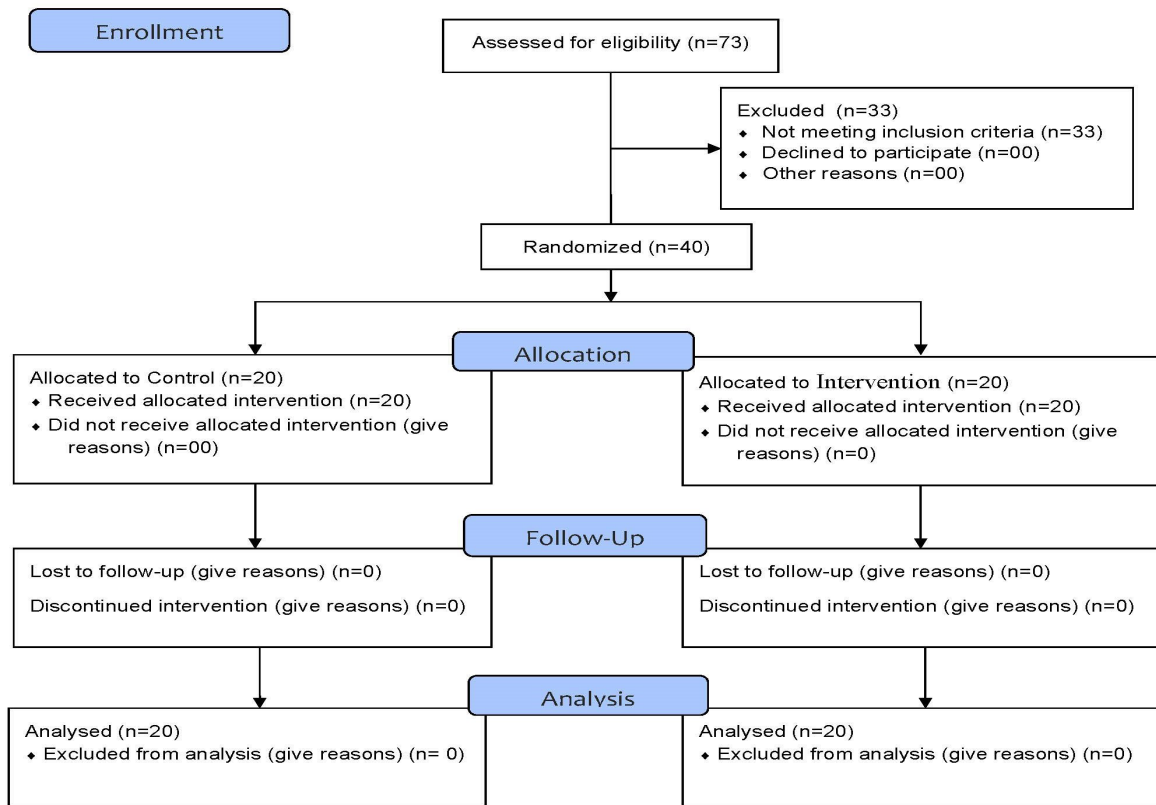 Enrollment
Assessed for eligibility (n=73)
Excluded (n=33)
◆ Not meeting inclusion criteria (n=33)
◆ Declined to participate (n=00)
◆ Other reasons (n=00)
Randomized (n=40)
Allocation
Allocated to Control (n=20)
◆ Received allocated intervention (n=20)
◆ Did not receive allocated intervention (give
reasons) (n=00)
Allocated to Intervention (n=20)
◆ Received allocated intervention (n=20)
◆ Did not receive allocated intervention (give
reasons) (n=0)
Follow-Up
Lost to follow-up (give reasons) (n=0)
Discontinued intervention (give reasons) (n=0)
Lost to follow-up (give reasons) (n=0)
Discontinued intervention (give reasons) (n=0)
Analysis
Analysed (n=20)
◆ Excluded from analysis (give reasons) (n= 0)
Analysed (n=20)
◆ Excluded from analysis (give reasons) (n=0)